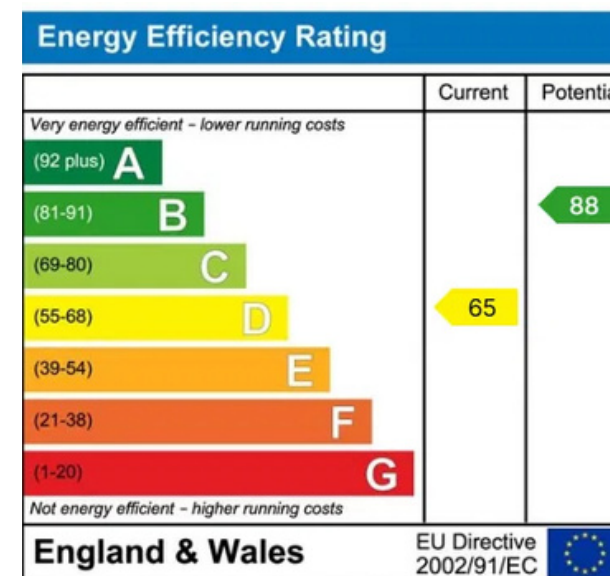 Energy Efficiency Rating
Current Potentia
Very energy efficient – lower running costs
(92 plus) A
(81-91) B
88
(69-80) C
(55-68) D
65
(39-54) E
(21-38) F
(1-20) G
Not energy efficient – higher running costs
England & Wales
EU Directive
2002/91/EC